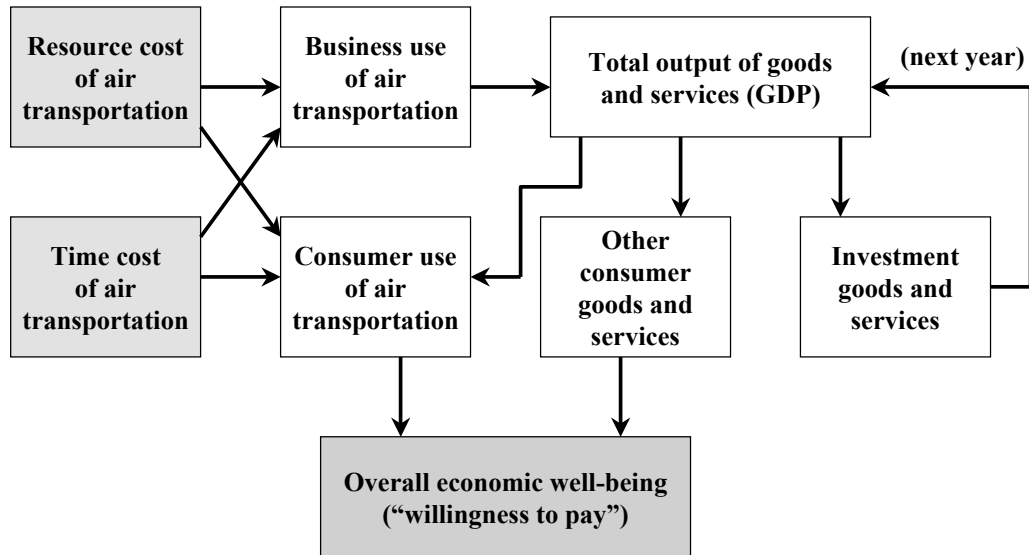 Resource cost
of air
transportation
Business use
of air
transportation
Total output of goods
and services (GDP)
(next year)
Time cost
of air
transportation
Consumer use
of air
transportation
Other
consumer
goods and
services
Investment
goods and
services
Overall economic well-being
(“willingness to pay”)